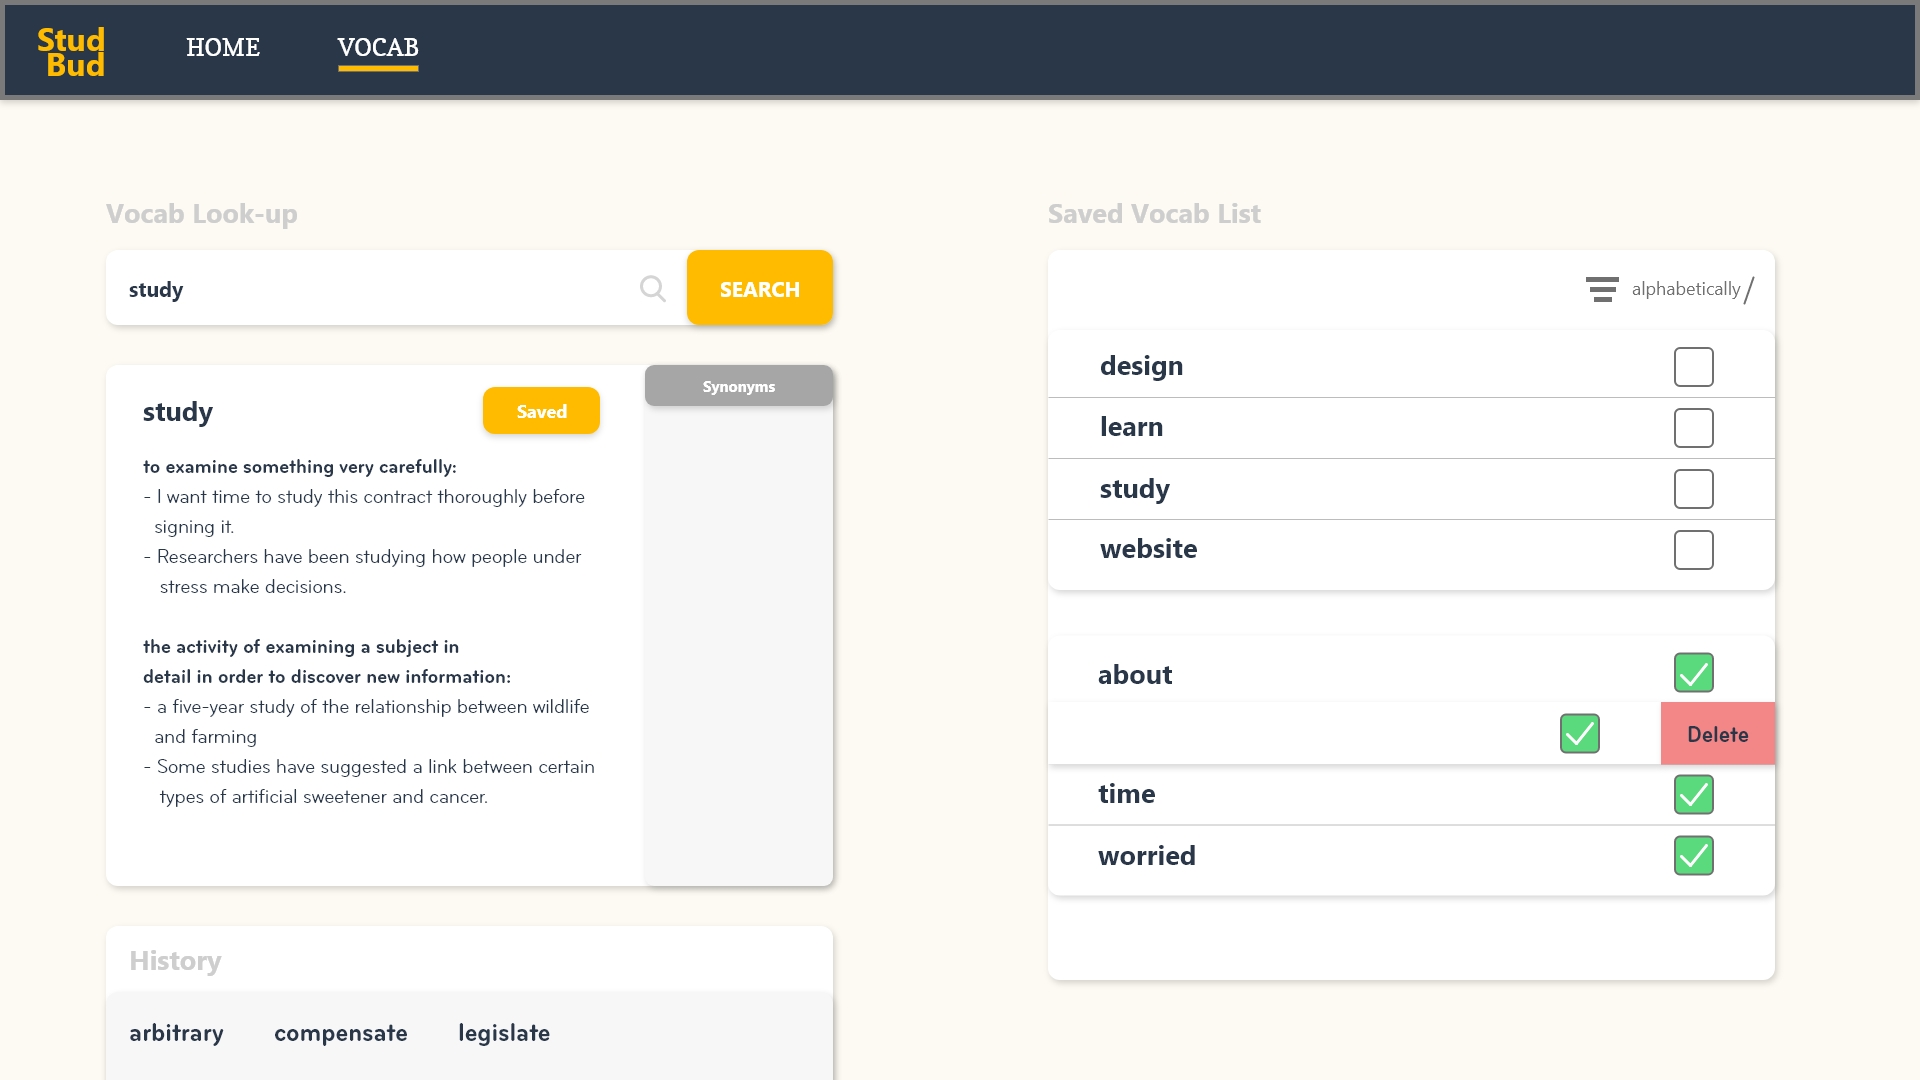 Stud
Bud
HOME
VOCAB
Vocab Look-up
study
SEARCH
study
Saved
Synonyms
to examine something very carefully:
- I want time to study this contract thoroughly before
signing it.
- Researchers have been studying how people under
stress make decisions.
the activity of examining a subject in
detail in order to discover new information:
- a five-year study of the relationship between wildlife
and farming
- Some studies have suggested a link between certain
types of artificial sweetener and cancer.
History
arbitrary compensate legislate
Saved Vocab List
alphabetically/
design
learn
study
website
about
Delete
time
worried